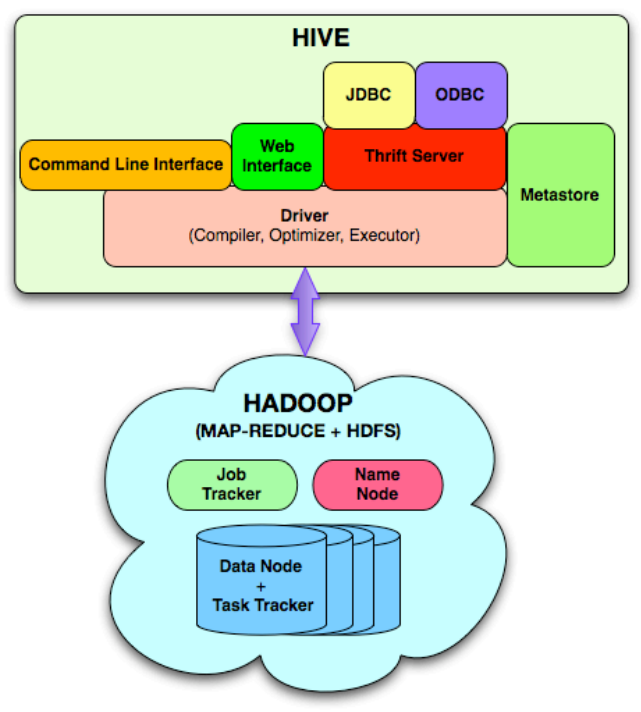 HIVE
JDBC
ODBC
Command Line Interface
Web
Interface
Thrift Server
Metastore
Driver
(Compiler, Optimizer, Executor)
HADOOP
(MAP-REDUCE + HDFS)
Job
Tracker
Name
Node
Data Node
+
Task Tracker